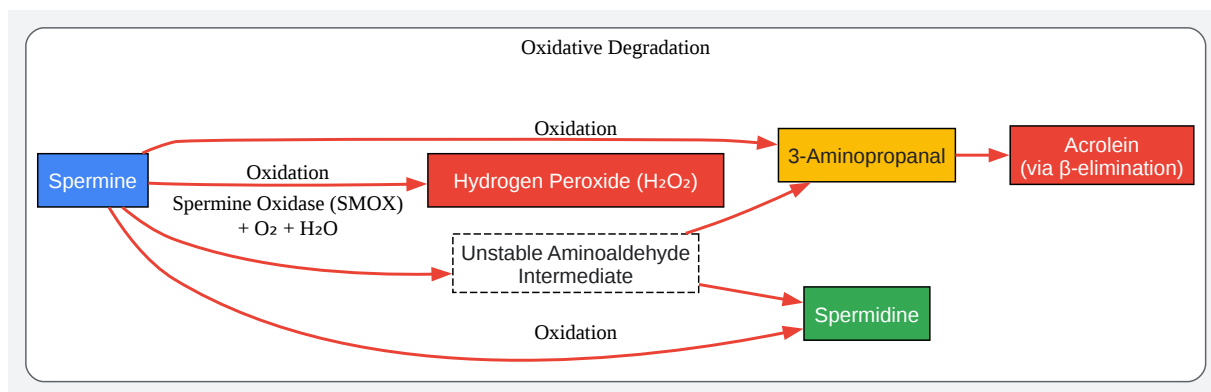 Oxidative Degradation
Oxidation
3-Aminopropanal
Acrolein
(via β-elimination)
Spermine
Oxidation
Hydrogen Peroxide (H₂O₂)
Spermine Oxidase (SMOX)
+ O₂ + H₂O
Unstable Aminoaldehyde
Intermediate
Spermidine
Oxidation